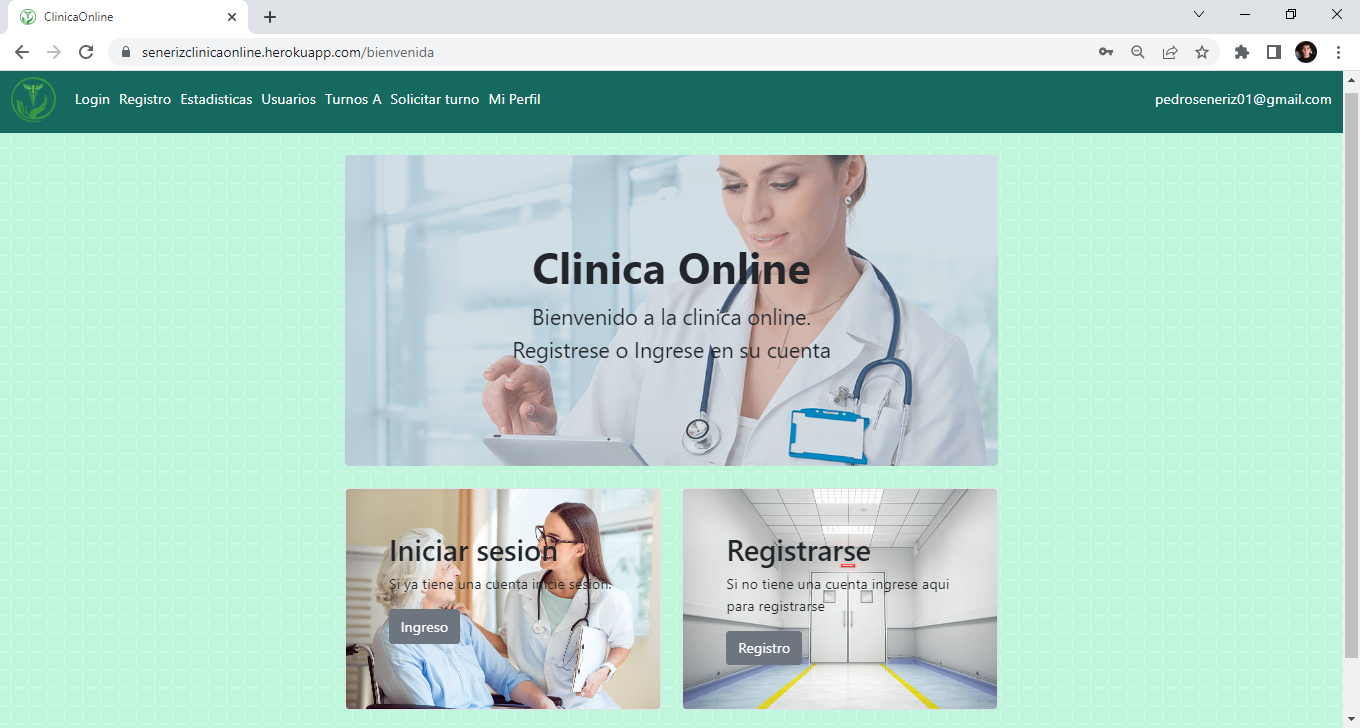 ClinicaOnline
senerizclinicaonline.herokuapp.com/bienvenida
Login Registro Estadisticas Usuarios Turnos A Solicitar turno Mi Perfil pedroseneriz01@gmail.com
Clinica Online
Bienvenido a la clinica online.
Registrese o Ingrese en su cuenta
Iniciar sesion
Si ya tiene una cuenta inicie sesion.
Ingreso
Registrarse
Si no tiene una cuenta ingrese aqui
para registrarse
Registro